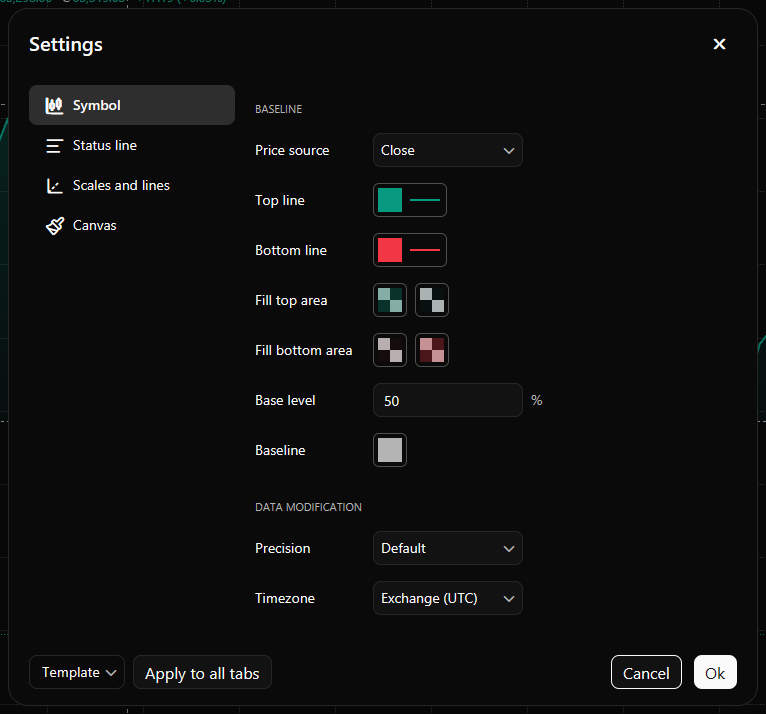 Settings
Symbol
Status line
Scales and lines
Canvas
BASELINE
Price source
Close
Top line
Bottom line
Fill top area
Fill bottom area
Base level
50
%
Baseline
DATA MODIFICATION
Precision
Default
Timezone
Exchange (UTC)
Template
Apply to all tabs
Cancel
Ok